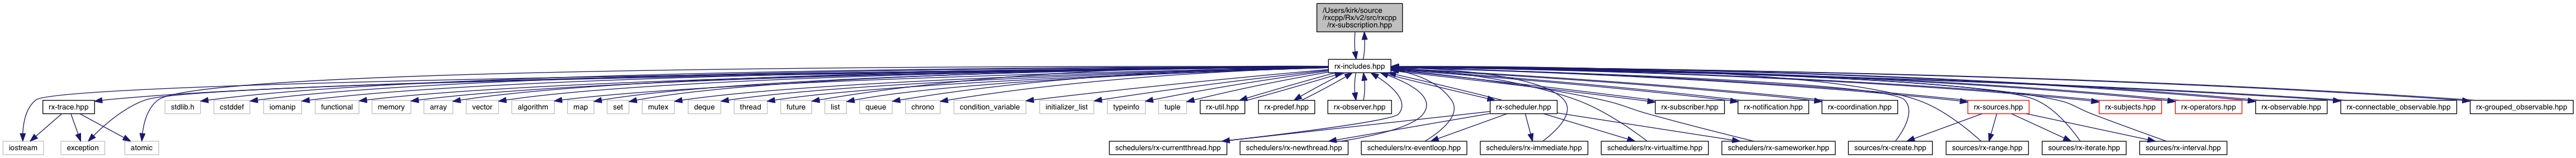 /Users/kirk/source
/rxcpp/Rx/v2/src/rxcpp
/rx-subscription.hpp
rx-includes.hpp
rx-trace.hpp
stdlib.h
cstddef
iomanip
functional
memory
array
vector
algorithm
map
set
mutex
deque
thread
future
list
queue
chrono
condition_variable
initializer_list
typeinfo
tuple
rx-util.hpp
rx-predef.hpp
rx-observer.hpp
rx-scheduler.hpp
rx-subscriber.hpp
rx-notification.hpp
rx-coordination.hpp
rx-sources.hpp
rx-subjects.hpp
rx-operators.hpp
rx-observable.hpp
rx-connectable_observable.hpp
rx-grouped_observable.hpp
iostream
exception
atomic
schedulers/rx-currentthread.hpp
schedulers/rx-newthread.hpp
schedulers/rx-eventloop.hpp
schedulers/rx-immediate.hpp
schedulers/rx-virtualtime.hpp
schedulers/rx-sameworker.hpp
sources/rx-create.hpp
sources/rx-range.hpp
sources/rx-iterate.hpp
sources/rx-interval.hpp